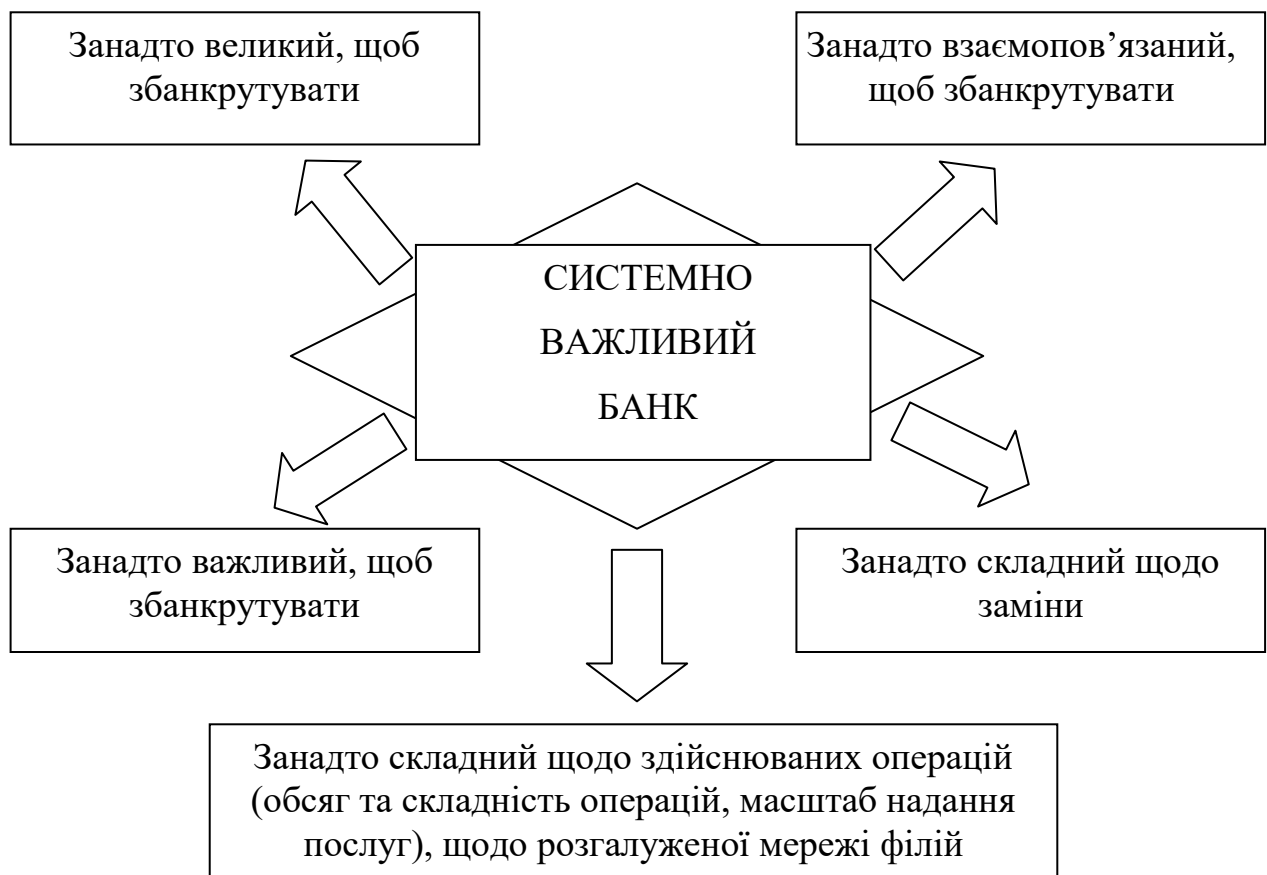 Занадто великий, щоб
збанкрутувати
Занадто взаємопов’язаний,
щоб збанкрутувати
СИСТЕМНО
ВАЖЛИВИЙ
БАНК
Занадто важливий, щоб
збанкрутувати
Занадто складний щодо
заміни
Занадто складний щодо здійснюваних операцій
(обсяг та складність операцій, масштаб надання
послуг), щодо розгалуженої мережі філій